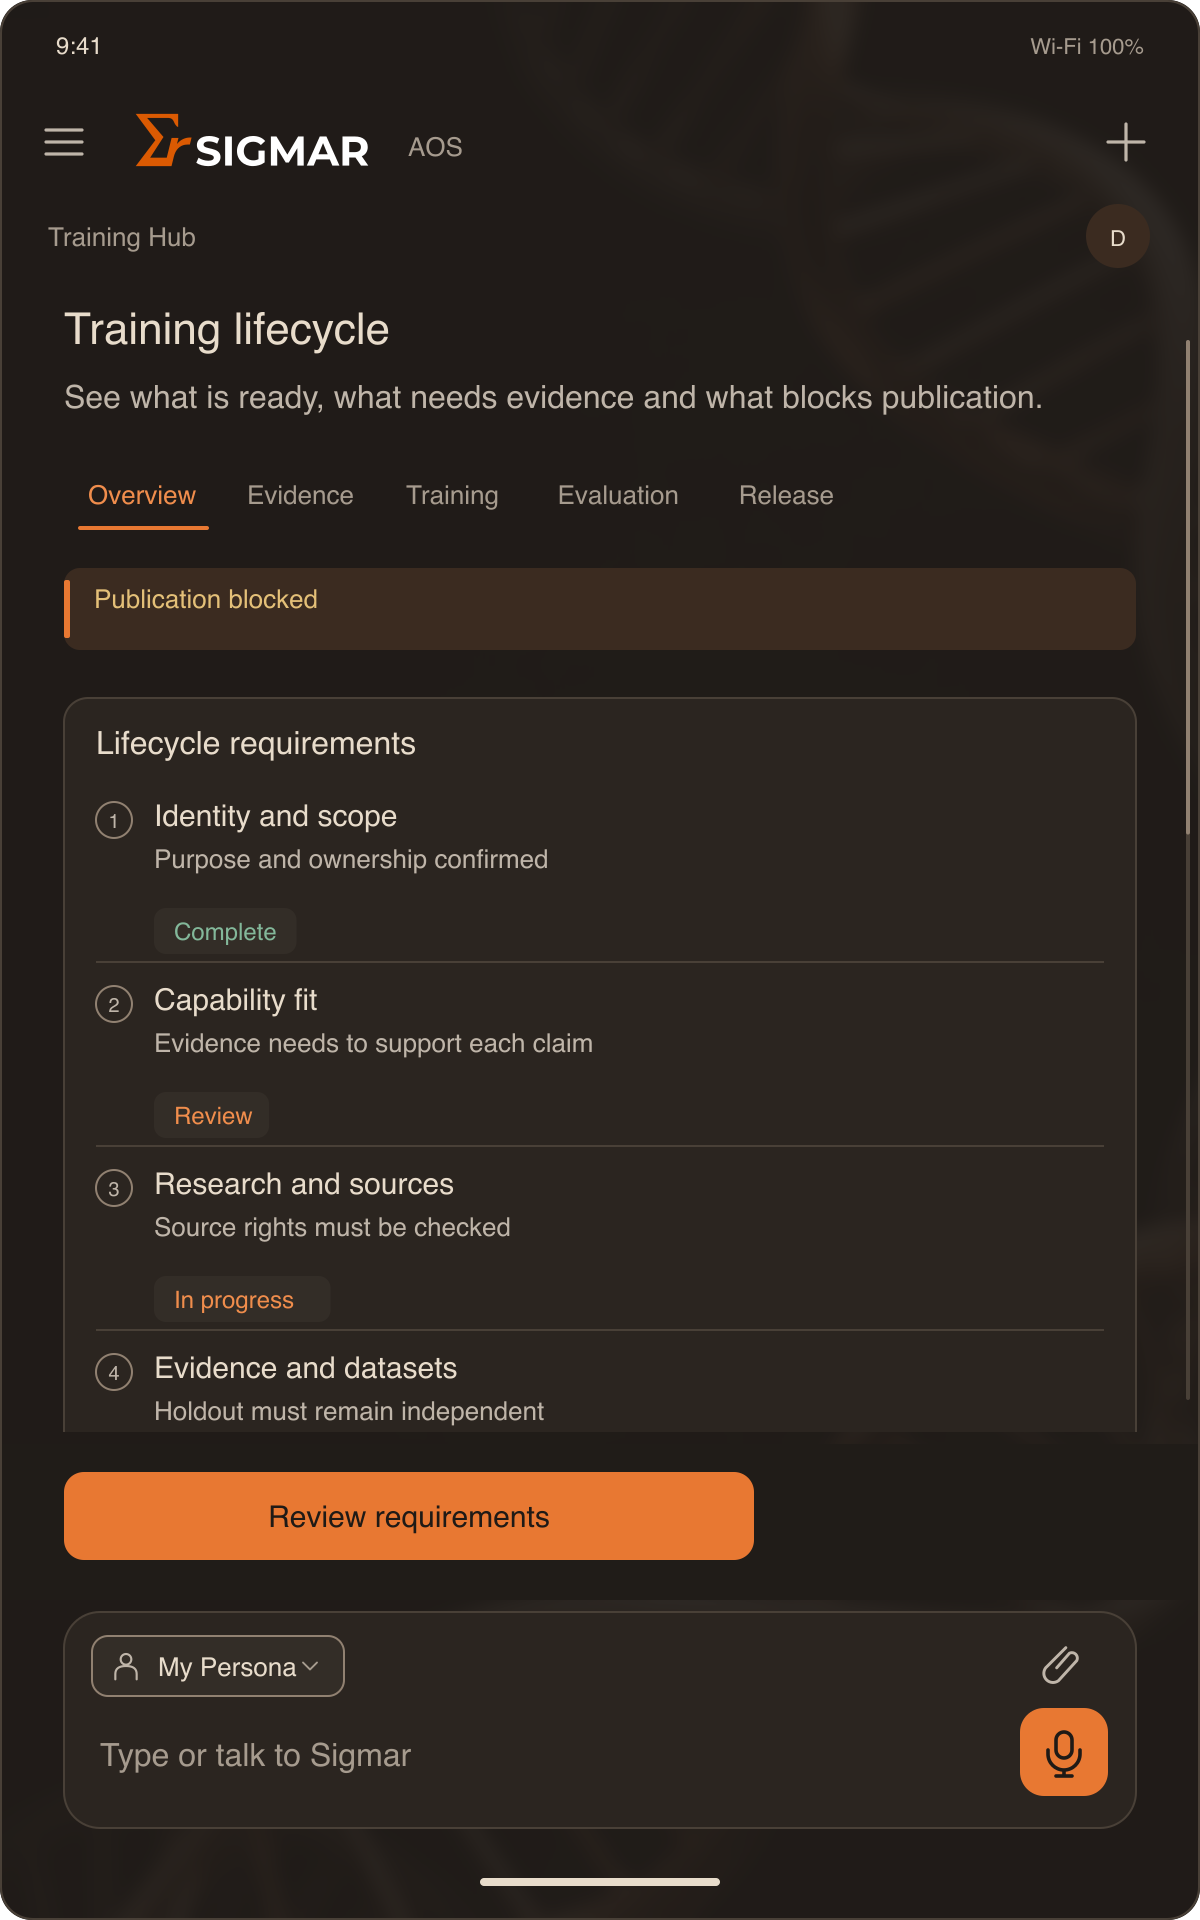 9:41
Wi-Fi 100%
Σr SIGMAR AOS
Training Hub
D
Training lifecycle
See what is ready, what needs evidence and what blocks publication.
Overview Evidence Training Evaluation Release
Publication blocked
Lifecycle requirements
1 Identity and scope
Purpose and ownership confirmed
Complete
2 Capability fit
Evidence needs to support each claim
Review
3 Research and sources
Source rights must be checked
In progress
4 Evidence and datasets
Holdout must remain independent
Review requirements
My Persona
Type or talk to Sigmar